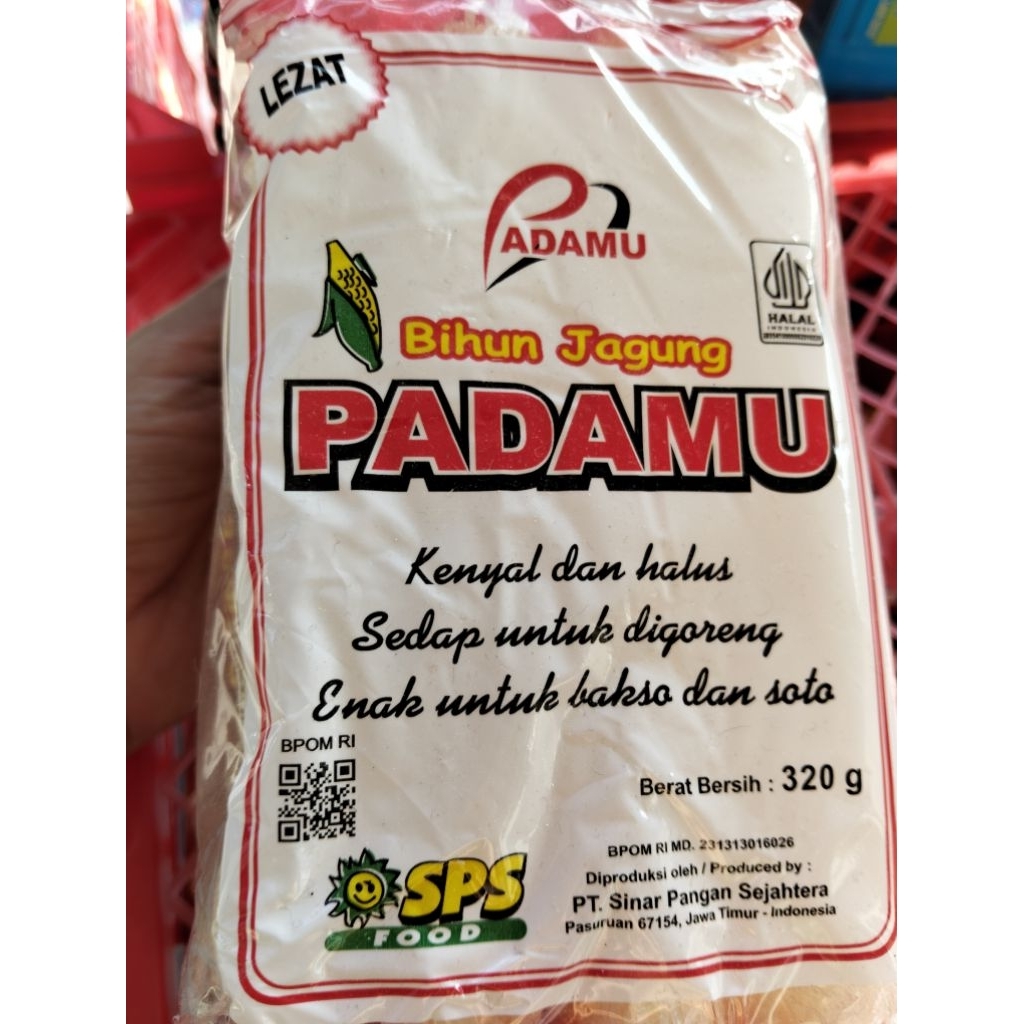 LEZAT
PADAMU
HALAL
INDONESIA
Bihun Jagung
PADAMU
Kenyal dan halus
Sedap untuk digoreng
Enak untuk bakso dan soto
BPOM RI
Berat Bersih : 320 g
BPOM RI MD. 231313016026
Diproduksi oleh / Produced by :
PT. Sinar Pangan Sejahtera
Pasuruan 67154, Jawa Timur - Indonesia
SPS
FOOD